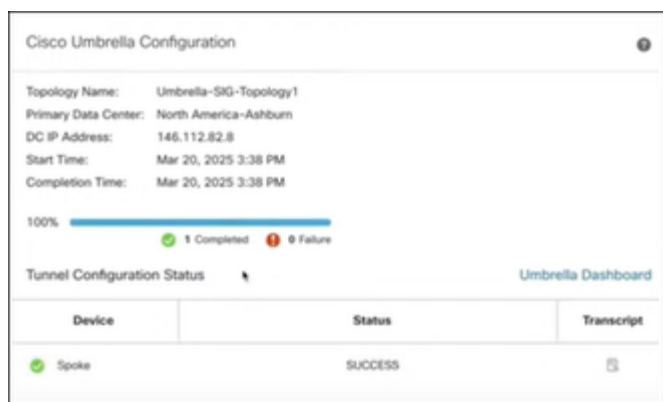 Cisco Umbrella Configuration
Topology Name: Umbrella-SIG-Topology1
Primary Data Center: North America-Ashburn
DC IP Address: 146.112.82.8
Start Time: Mar 20, 2025 3:38 PM
Completion Time: Mar 20, 2025 3:38 PM
100%
1 Completed 0 Failure
Tunnel Configuration Status Umbrella Dashboard
Device Status Transcript
Spoke SUCCESS